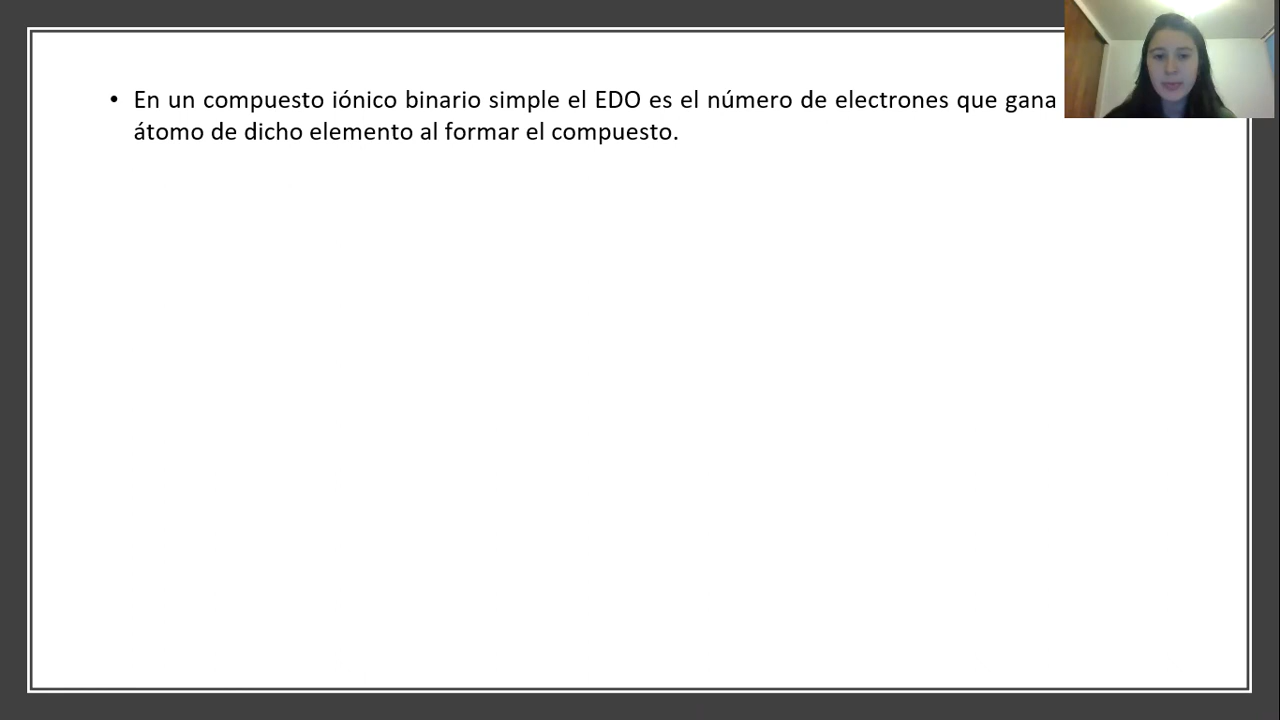 • En un compuesto iónico binario simple el EDO es el número de electrones que gana
átomo de dicho elemento al formar el compuesto.